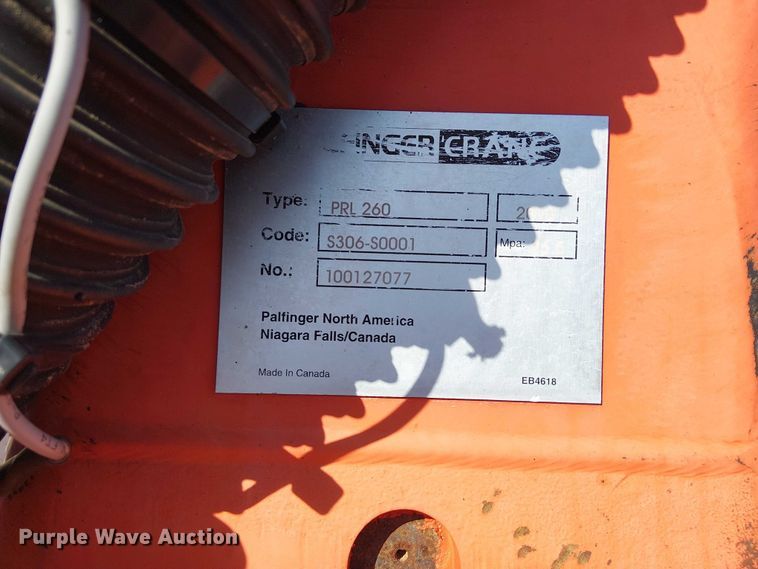 INGER CRANE
Type: PRL 260
Code: S306-S0001 Mpa:
No.: 100127077
Palfinger North America
Niagara Falls/Canada
Made In Canada EB4618
Purple Wave Auction